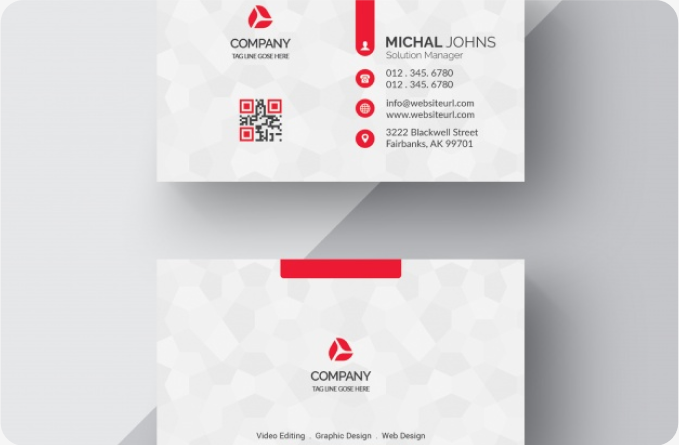 COMPANY
TAG LINE GOSE HERE
MICHAL JOHNS
Solution Manager
012 . 345. 6780
012 . 345. 6780
info@websiteurl.com
www.websiteurl.com
3222 Blackwell Street
Fairbanks, AK 99701
COMPANY
TAG LINE GOSE HERE
Video Editing . Graphic Design . Web Design